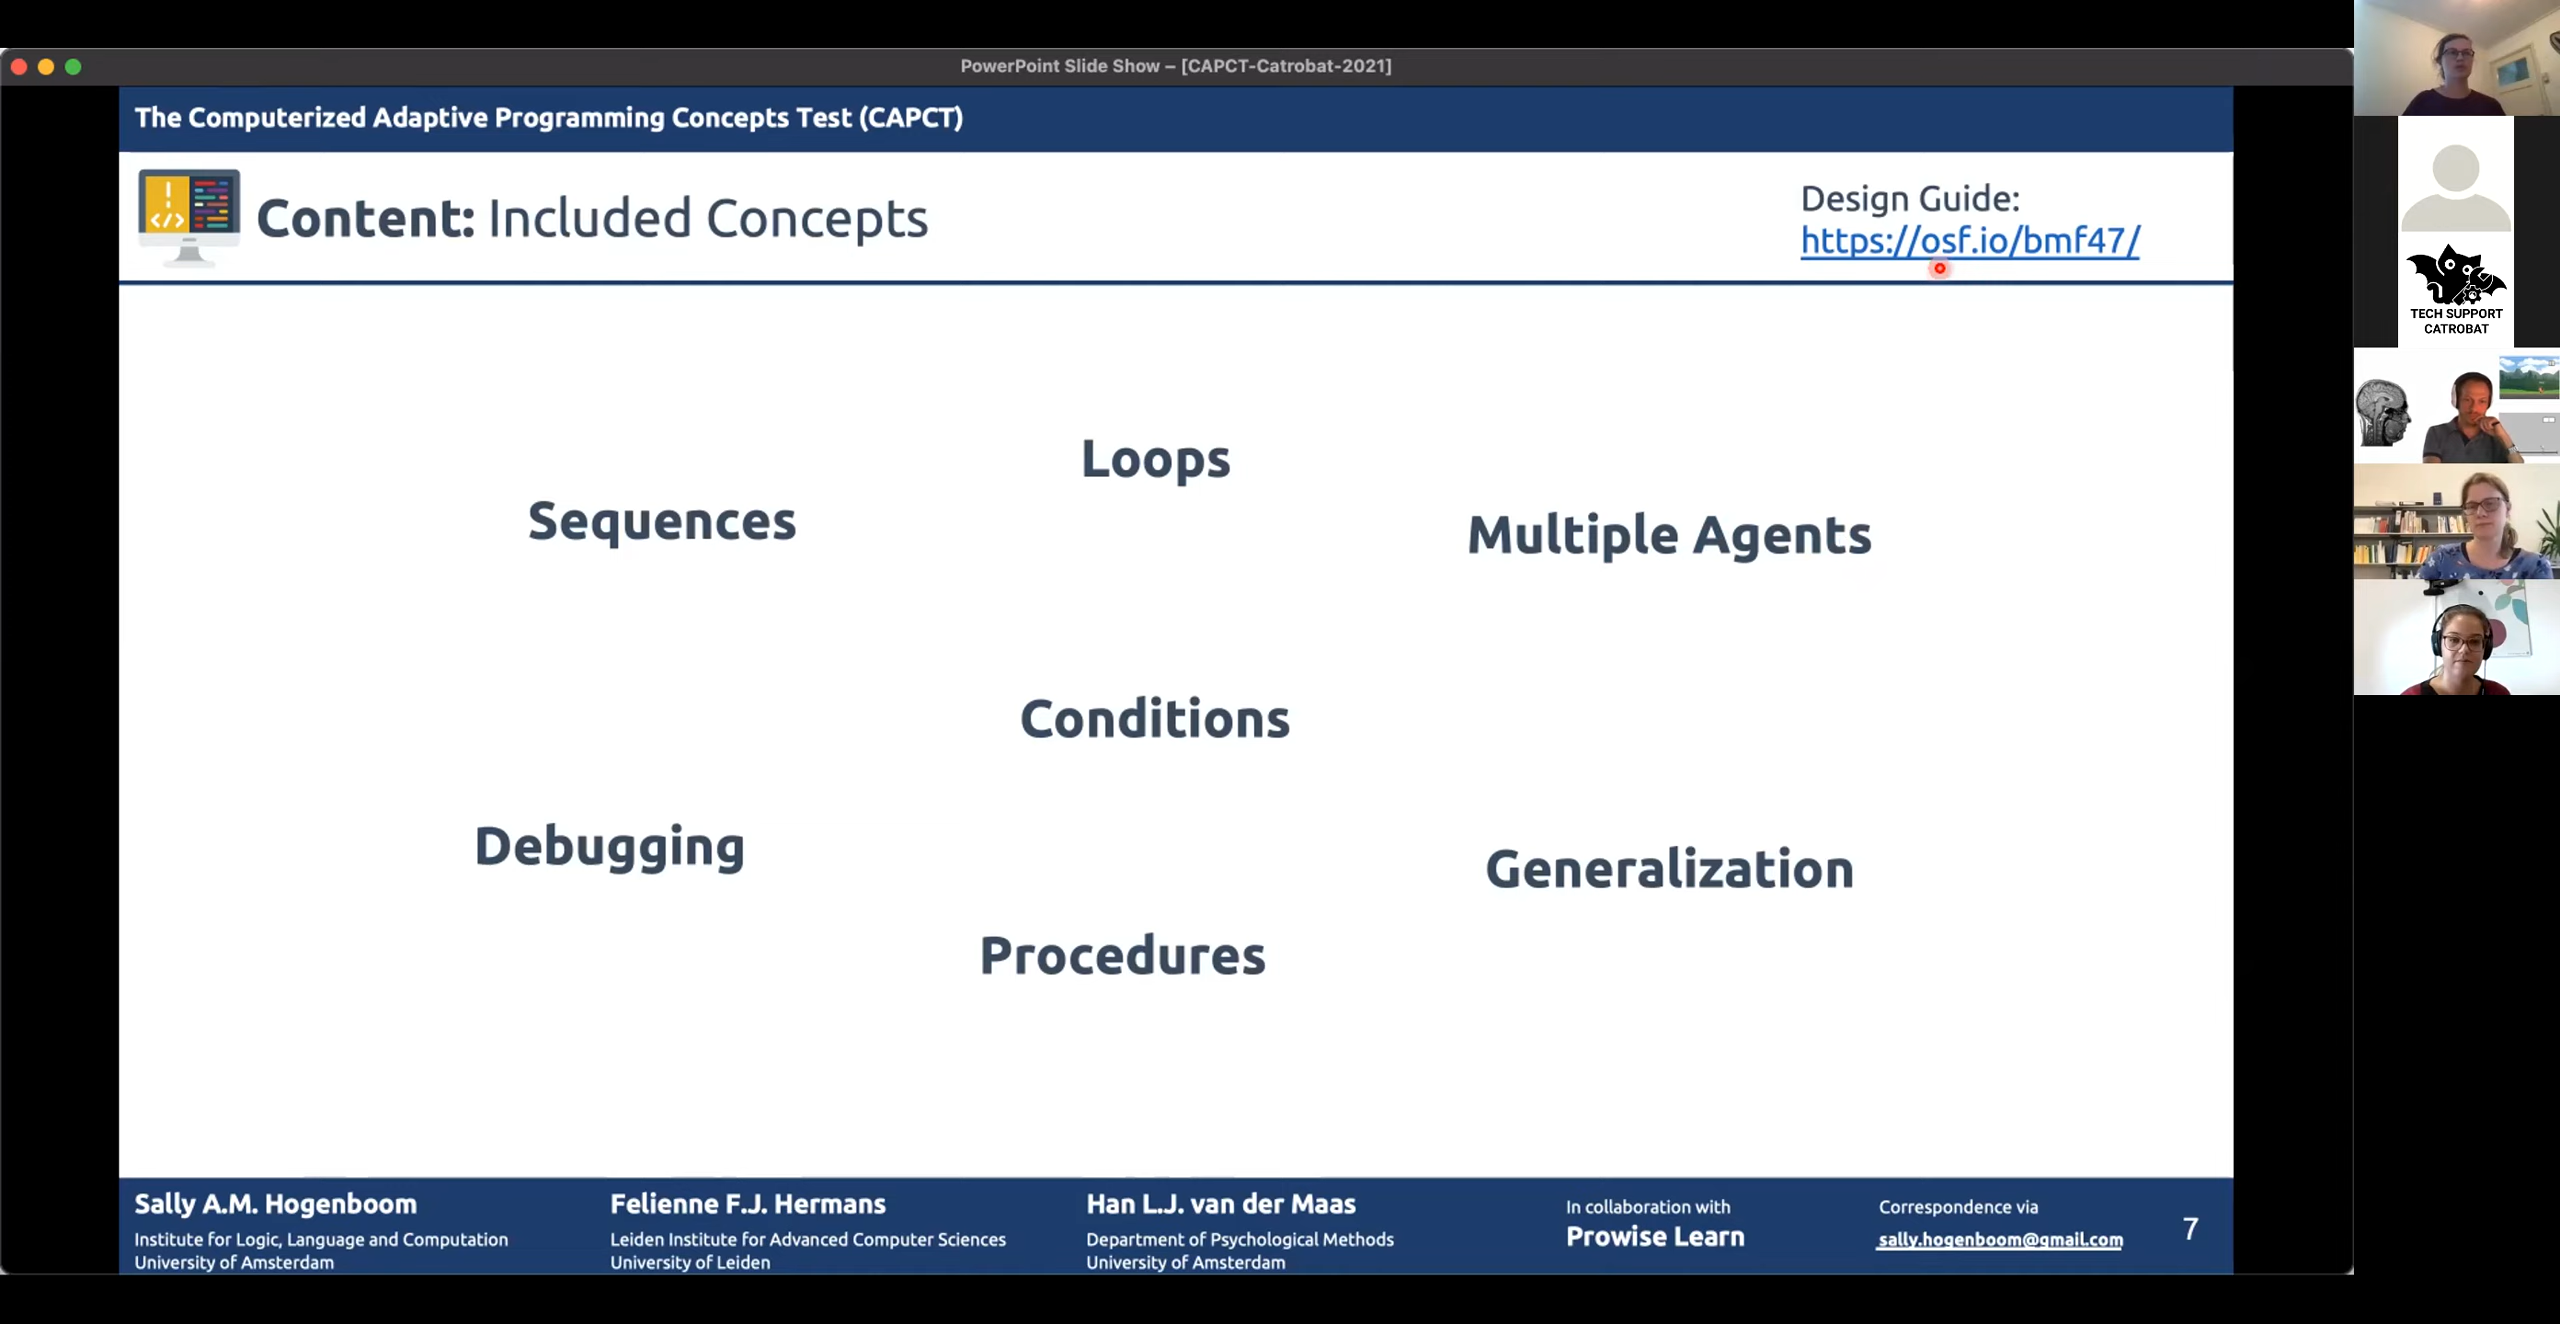 PowerPoint Slide Show – [CAPCT-Catrobat-2021]
The Computerized Adaptive Programming Concepts Test (CAPCT)
Content: Included Concepts
Design Guide:
https://osf.io/bmf47/
Loops
Sequences
Multiple Agents
Conditions
Debugging
Generalization
Procedures
Sally A.M. Hogenboom
Institute for Logic, Language and Computation
University of Amsterdam
Felienne F.J. Hermans
Leiden Institute for Advanced Computer Sciences
University of Leiden
Han L.J. van der Maas
Department of Psychological Methods
University of Amsterdam
In collaboration with
Prowise Learn
Correspondence via
sally.hogenboom@gmail.com
7
TECH SUPPORT
CATROBAT